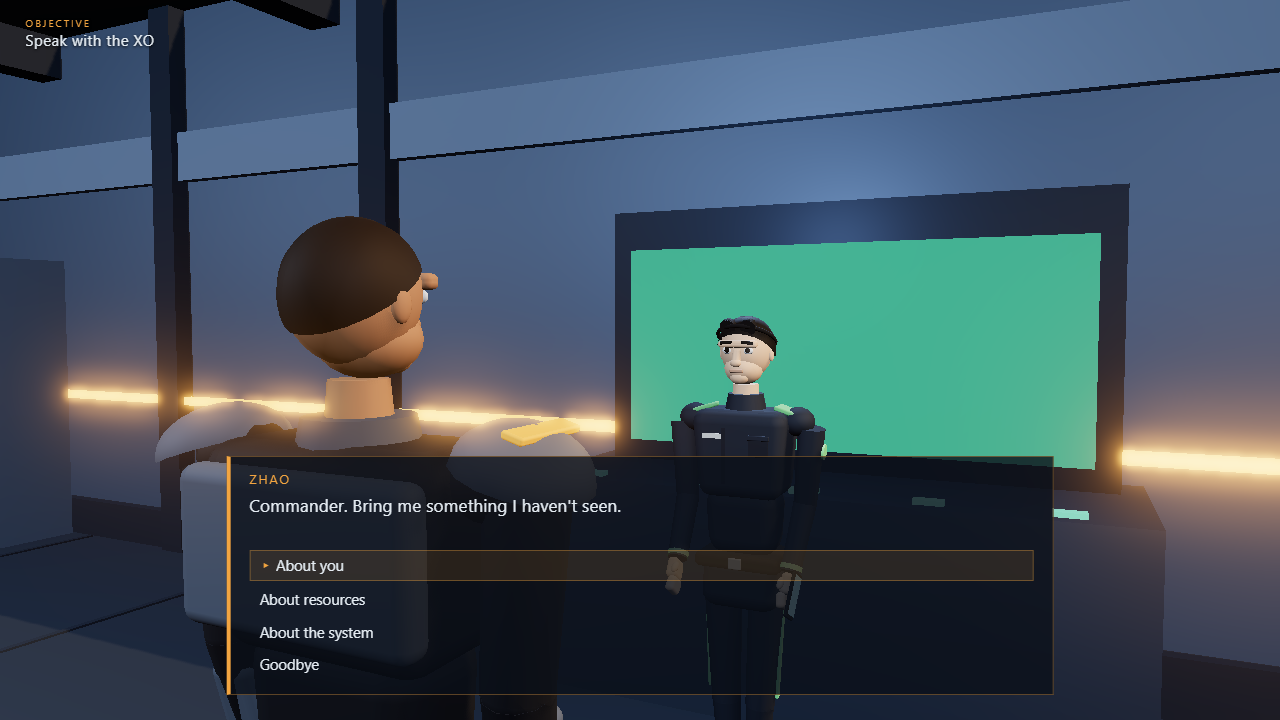 OBJECTIVE
Speak with the XO
ZHAO
Commander. Bring me something I haven't seen.
About you
About resources
About the system
Goodbye